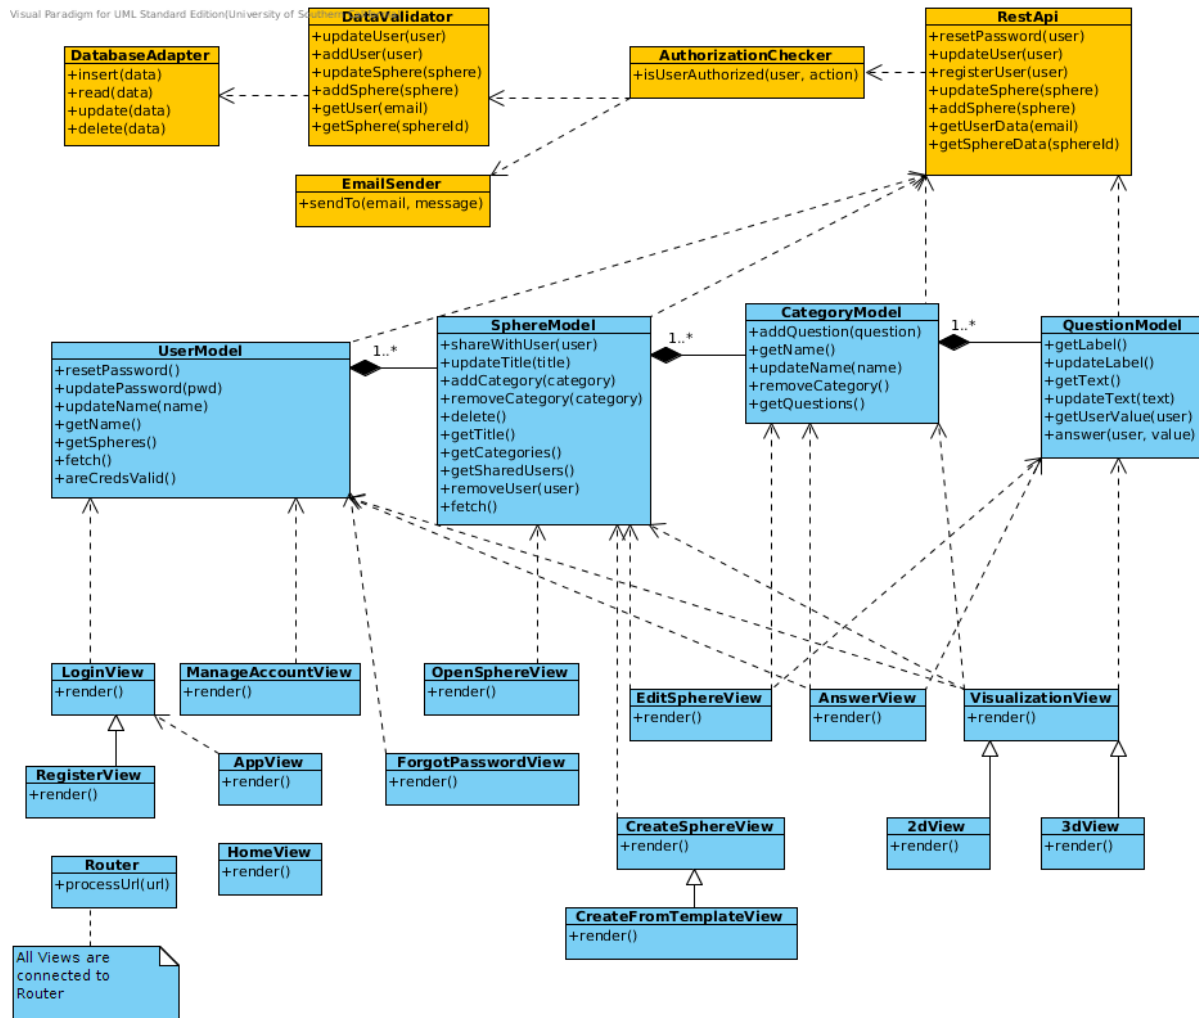 Visual Paradigm for UML Standard Edition(University of Southern
DatabaseAdapter
+insert(data)
+read(data)
+update(data)
+delete(data)
DataValidator
+updateUser(user)
+addUser(user)
+updateSphere(sphere)
+addSphere(sphere)
+getUser(email)
+getSphere(sphereId)
AuthorizationChecker
+isUserAuthorized(user, action)
RestApi
+resetPassword(user)
+updateUser(user)
+registerUser(user)
+updateSphere(sphere)
+addSphere(sphere)
+getUserData(email)
+getSphereData(sphereId)
EmailSender
+sendTo(email, message)
UserModel
+resetPassword()
+updatePassword(pwd)
+updateName(name)
+getName()
+getSpheres()
+fetch()
+areCredsValid()
1..*
SphereModel
+shareWithUser(user)
+updateTitle(title)
+addCategory(category)
+removeCategory(category)
+delete()
+getTitle()
+getCategories()
+getSharedUsers()
+removeUser(user)
+fetch()
1..*
CategoryModel
+addQuestion(question)
+getName()
+updateName(name)
+removeCategory()
+getQuestions()
1..*
QuestionModel
+getLabel()
+updateLabel()
+getText()
+updateText(text)
+getUserValue(user)
+answer(user, value)
LoginView
+render()
ManageAccountView
+render()
OpenSphereView
+render()
EditSphereView
+render()
AnswerView
+render()
VisualizationView
+render()
RegisterView
+render()
AppView
+render()
ForgotPasswordView
+render()
CreateSphereView
+render()
2dView
+render()
3dView
+render()
Router
+processUrl(url)
HomeView
+render()
CreateFromTemplateView
+render()
All Views are
connected to
Router